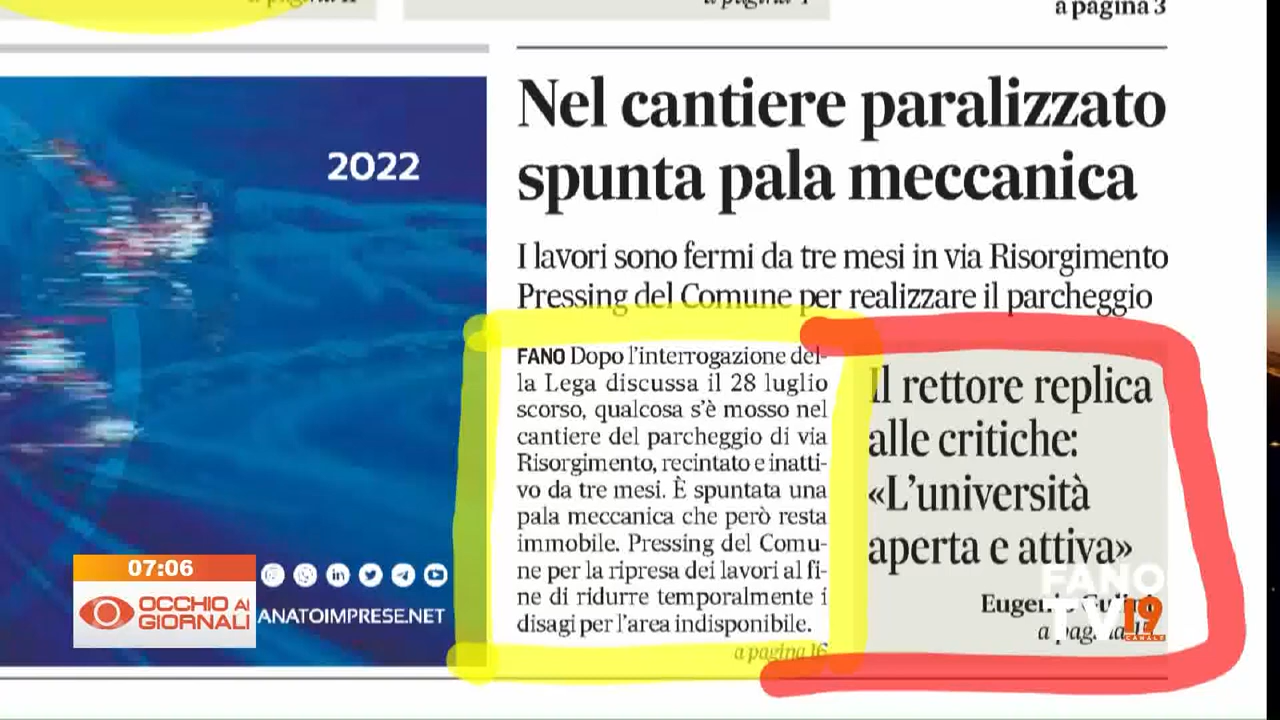 a pagina 3
Nel cantiere paralizzato
spunta pala meccanica
I lavori sono fermi da tre mesi in via Risorgimento
Pressing del Comune per realizzare il parcheggio
FANO Dopo l'interrogazione del-
la Lega discussa il 28 luglio
scorso, qualcosa s'è mosso nel
cantiere del parcheggio di via
Risorgimento, recintato e inatti-
vo da tre mesi. È spuntata una
pala meccanica che però resta
immobile. Pressing del Comu-
ne per la ripresa dei lavori al fi-
ne di ridurre temporalmente i
disagi per l'area indisponibile.
a pagina 16
Il rettore replica
alle critiche:
«L'università
aperta e attiva»
2022
ANATOIMPRESE.NET
07:06
OCCHIO AI
GIORNALI
FANO
TV 19
CANALE